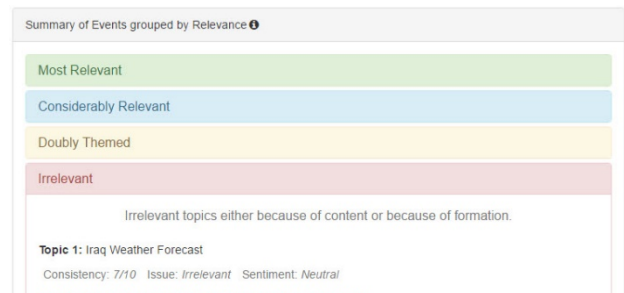 Summary of Events grouped by Relevance
Most Relevant
Considerably Relevant
Doubly Themed
Irrelevant
Irrelevant topics either because of content or because of formation.
Topic 1: Iraq Weather Forecast
Consistency: 7/10 Issue: Irrelevant Sentiment: Neutral